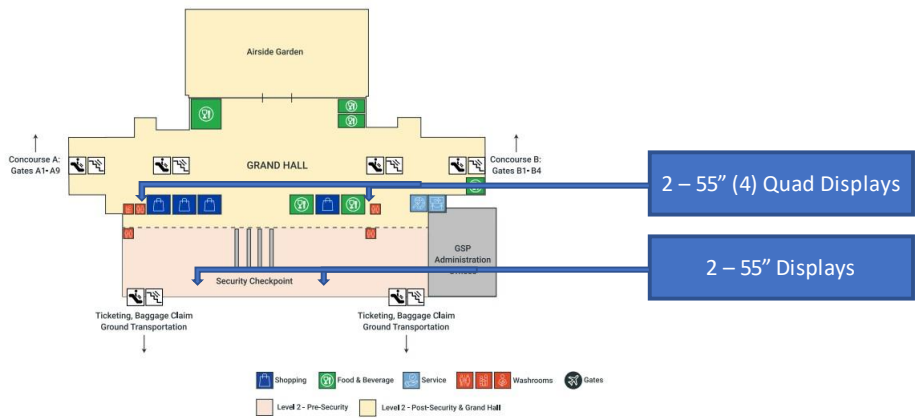 Airside Garden
Concourse A:
Gates A1-A9
GRAND HALL
Concourse B:
Gates B1-B4
2 – 55” (4) Quad Displays
GSP
Administration
2 – 55” Displays
Security Checkpoint
Ticketing, Baggage Claim
Ground Transportation
Ticketing, Baggage Claim
Ground Transportation
Shopping
Food & Beverage
Service
Washrooms
Gates
Level 2 - Pre-Security
Level 2 - Post-Security & Grand Hall